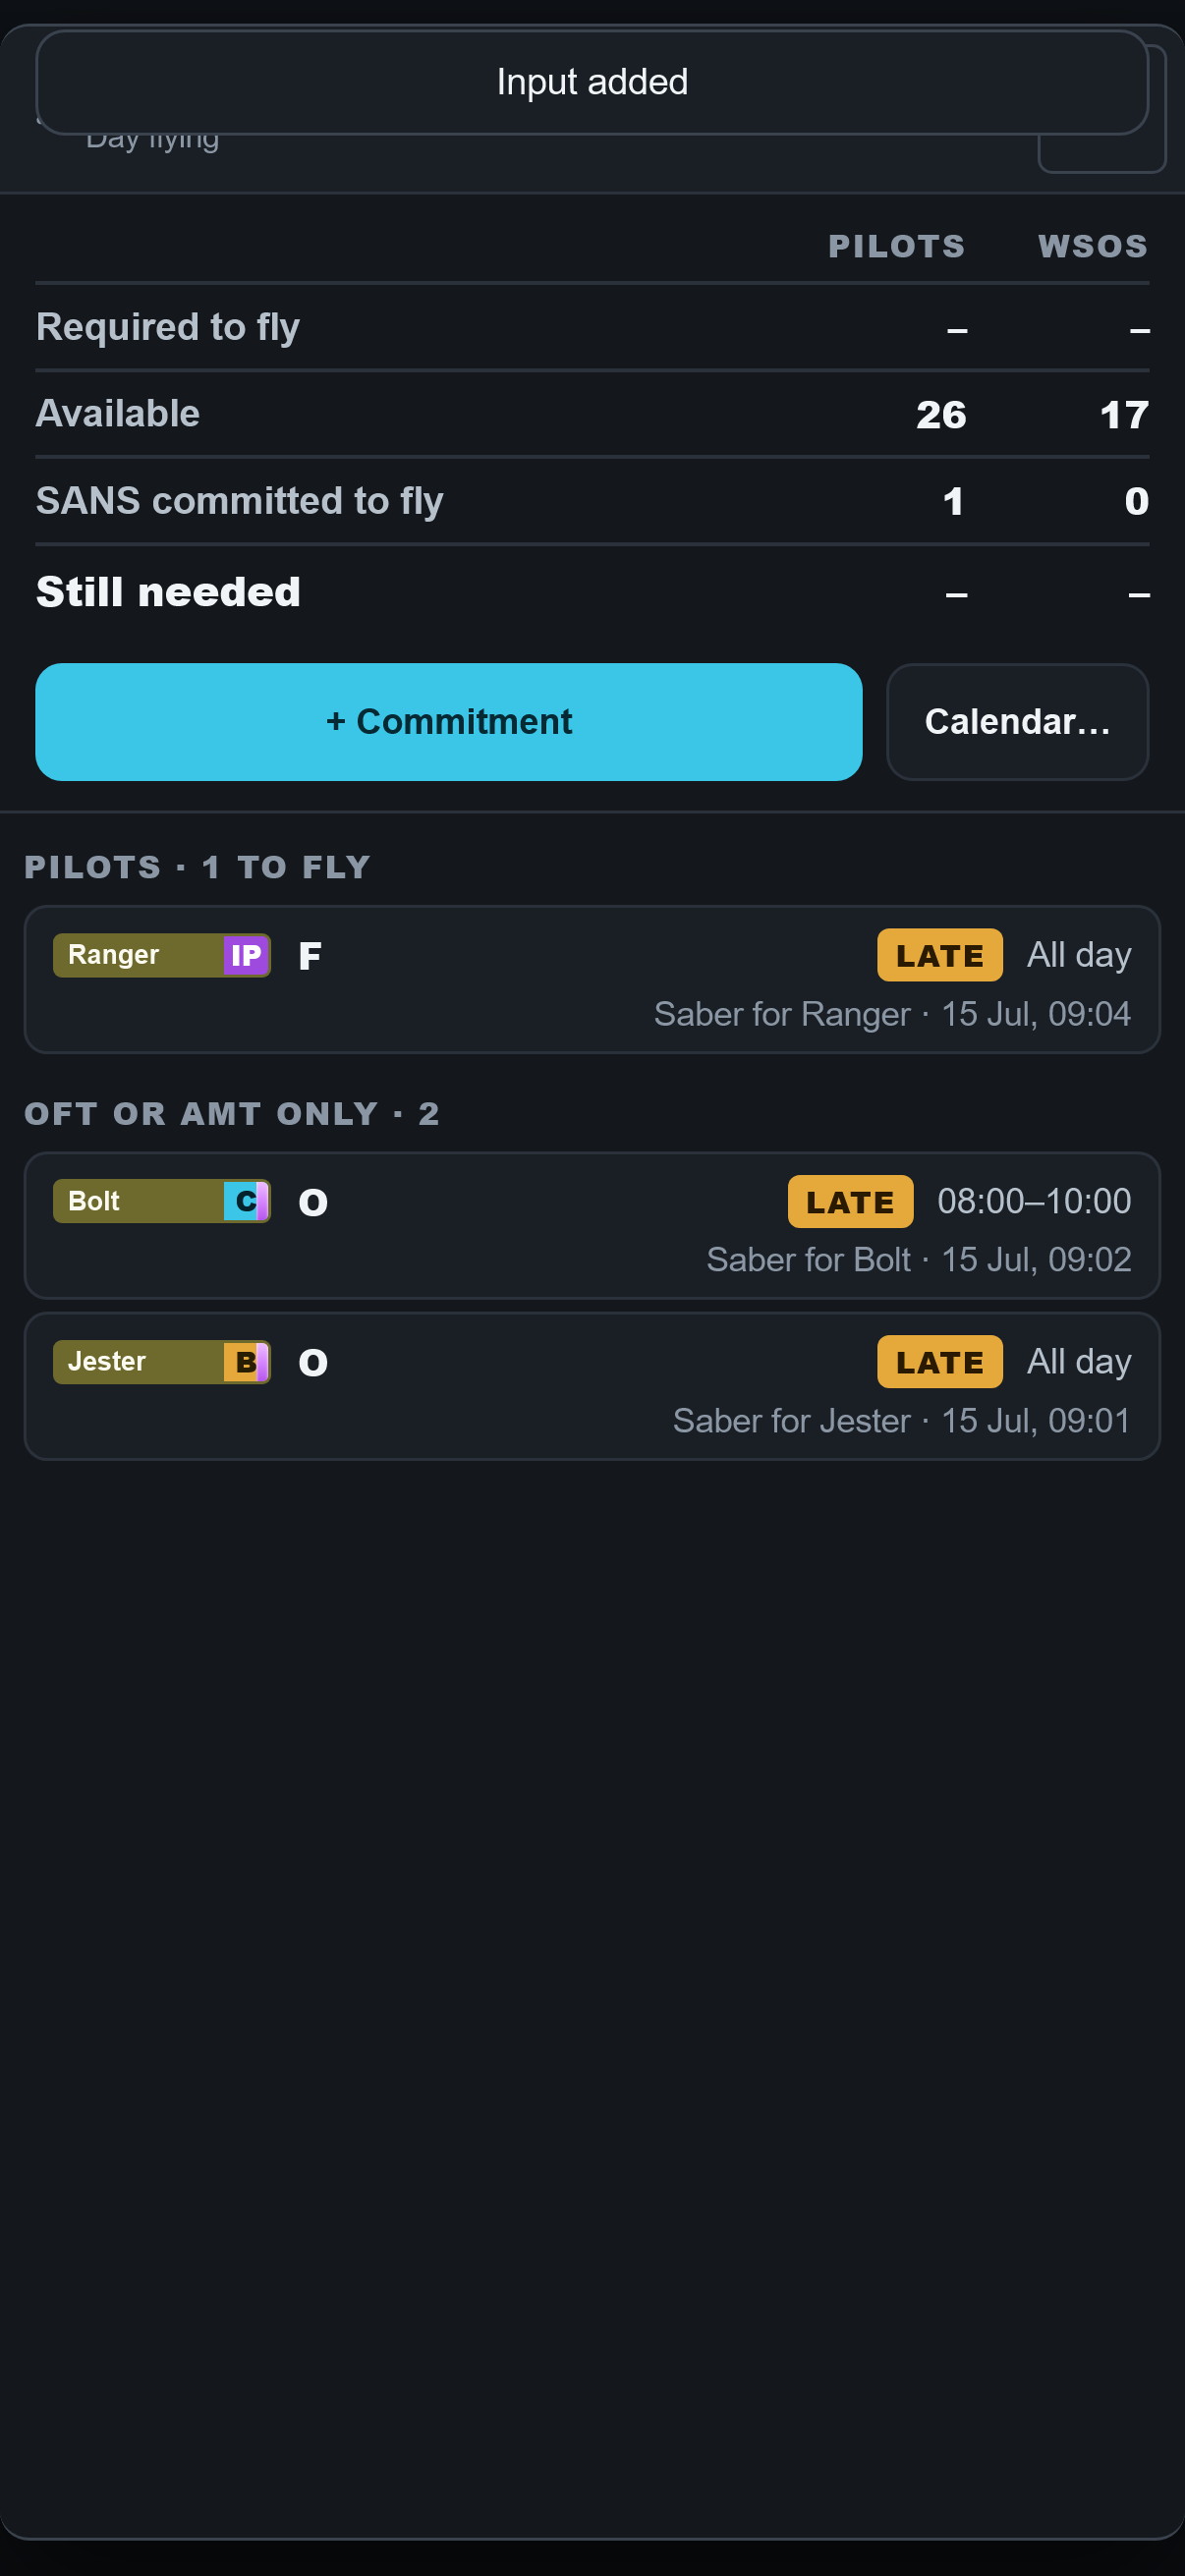 Input added
Day flying
PILOTS WSOS
Required to fly – –
Available 26 17
SANS committed to fly 1 0
Still needed – –
+ Commitment Calendar…
PILOTS · 1 TO FLY
Ranger IP F LATE All day
Saber for Ranger · 15 Jul, 09:04
OFT OR AMT ONLY · 2
Bolt C O LATE 08:00–10:00
Saber for Bolt · 15 Jul, 09:02
Jester B O LATE All day
Saber for Jester · 15 Jul, 09:01